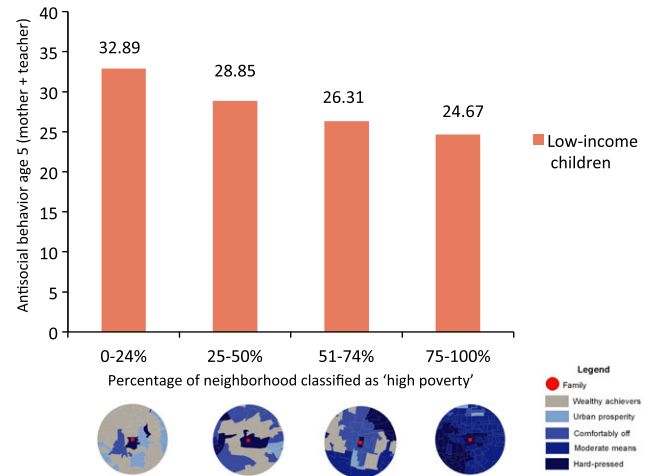 40
35
30
25
20
15
10
5
0
Antisocial behavior age 5 (mother + teacher)
32.89
28.85
26.31
24.67
Low-income
children
0-24%
25-50%
51-74%
75-100%
Percentage of neighborhood classified as ‘high poverty’
Legend
Family
Wealthy achievers
Urban prosperity
Comfortably off
Moderate means
Hard-pressed